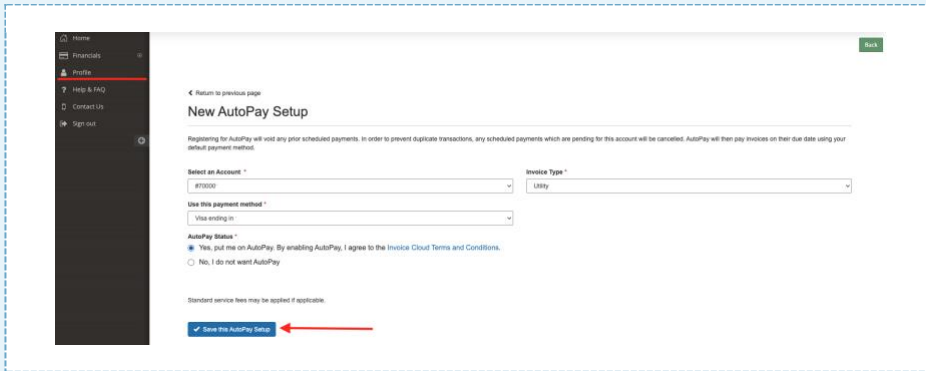 Home
Financials
Profile
Help & FAQ
Contact Us
Sign out
Back
Return to previous page
New AutoPay Setup
Registering for AutoPay will void any prior scheduled payments. In order to prevent duplicate transactions, any scheduled payments which are pending for this account will be cancelled. AutoPay will then pay invoices on their due date using your
default payment method.
Select an Account *
#70000
Invoice Type *
Utility
Use this payment method *
Visa ending in
AutoPay Status *
Yes, put me on AutoPay. By enabling AutoPay, I agree to the Invoice Cloud Terms and Conditions.
No, I do not want AutoPay
Standard service fees may be applied if applicable.
Save this AutoPay Setup